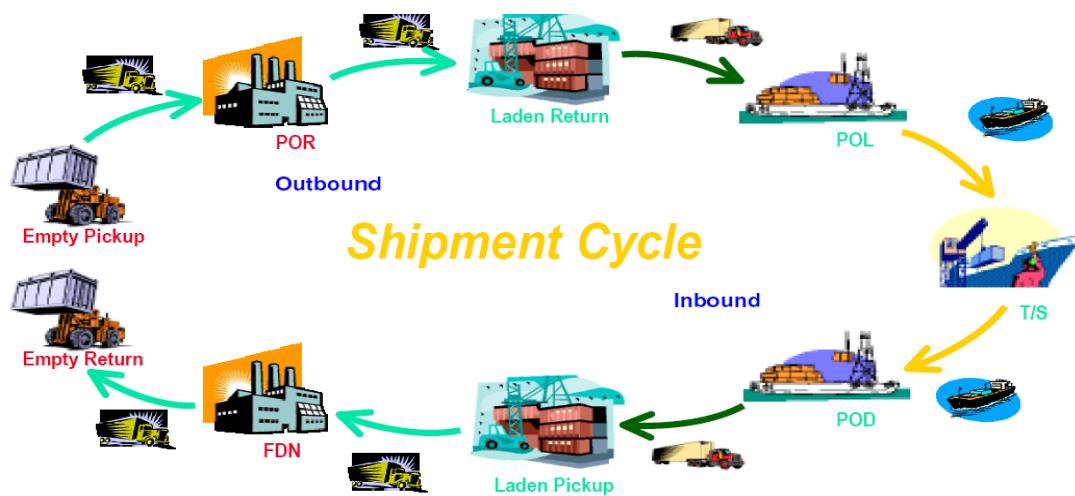 Laden Return
POR
POL
Outbound
Empty Pickup
Shipment Cycle
Inbound
T/S
Empty Return
POD
FDN
Laden Pickup